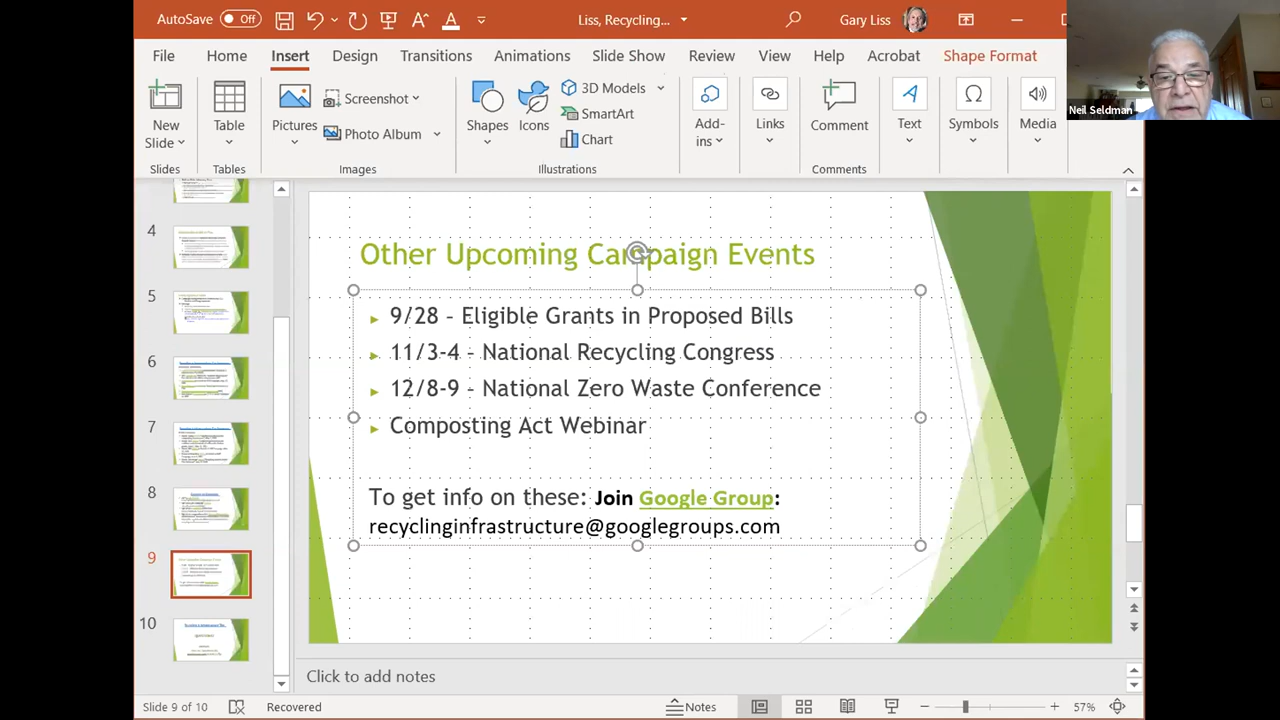 AutoSave Off
Liss, Recycling...
Gary Liss
File Home Insert Design Transitions Animations Slide Show Review View Help Acrobat Shape Format
Neil Seldman
New Slide
Table
Pictures
Screenshot
Photo Album
Shapes
Icons
3D Models
SmartArt
Chart
Add-ins
Links
Comment
Text
Symbols
Media
Slides
Tables
Images
Illustrations
Comments
4
5
6
7
8
9
10
Other Upcoming Campaign Events
9/28 - Eligible Grants in Proposed Bills
11/3-4 - National Recycling Congress
12/8-9 - National Zero Waste Conference
Composting Act Webinar
To get info on these: Join Google Group:
recyclinginfrastructure@googlegroups.com
Click to add notes
Slide 9 of 10
Recovered
Notes
57%